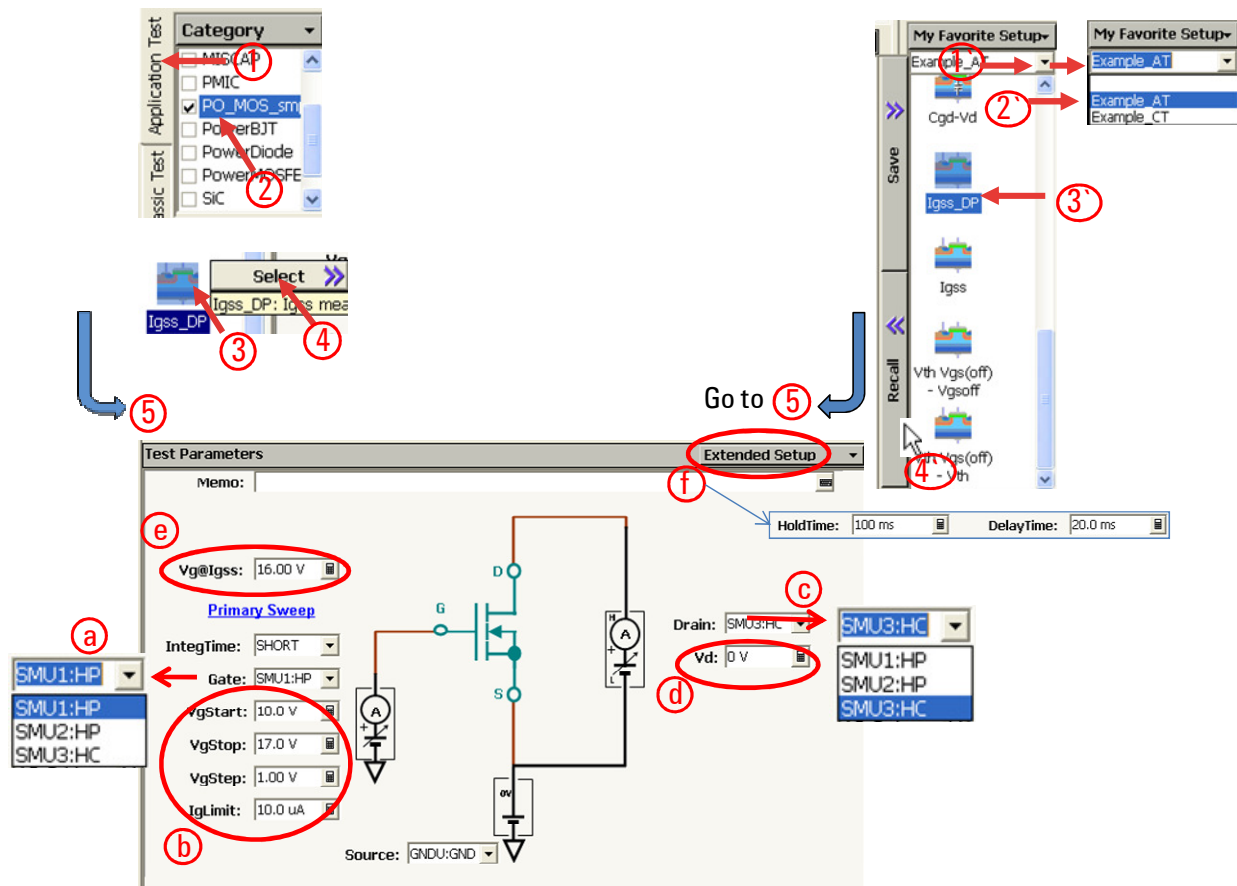 Application Test
Classic Test
Category
MISCAP
PMIC
PO_MOS_smp
PowerBJT
PowerDiode
PowerMOSFE
SiC
1
2
Select
Igss_DP: Igss mea
Igss_DP
3
4
5
My Favorite Setup
Example_AT
1`
Save
Recall
Cgd-Vd
Igss_DP
Igss
Vth Vgs(off)
- Vgsoff
Vth Vgs(off)
- Vth
2`
3`
4`
My Favorite Setup
Example_AT
Example_AT
Example_CT
Go to 5
Test Parameters
Extended Setup
Memo:
f
HoldTime: 100 ms
DelayTime: 20.0 ms
e
Vg@Igss: 16.00 V
Primary Sweep
IntegTime: SHORT
Gate: SMU1:HP
VgStart: 10.0 V
VgStop: 17.0 V
VgStep: 1.00 V
IgLimit: 10.0 uA
a
SMU1:HP
SMU1:HP
SMU2:HP
SMU3:HC
b
D
G
S
A
H
A
L
0V
Source: GNDU:GND
Drain: SMU3:HC
Vd: 0 V
c
d
SMU3:HC
SMU1:HP
SMU2:HP
SMU3:HC